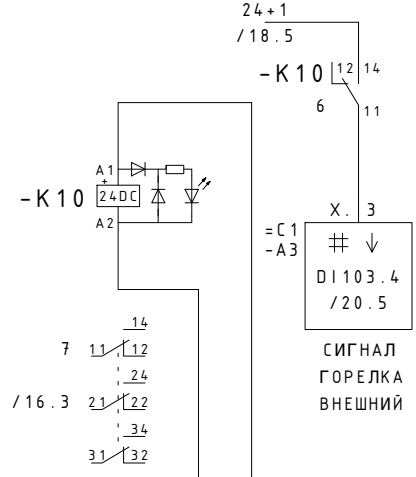 24+1
/18.5
-K10 12 14
6 11
A1
+
-K10 24DC
A2
X. 3
=C1
-A3
DI103.4
/20.5
14
7 11 12
24
/16.3 21 22
34
31 32
СИГНАЛ
ГОРЕЛКА
ВНЕШНИЙ